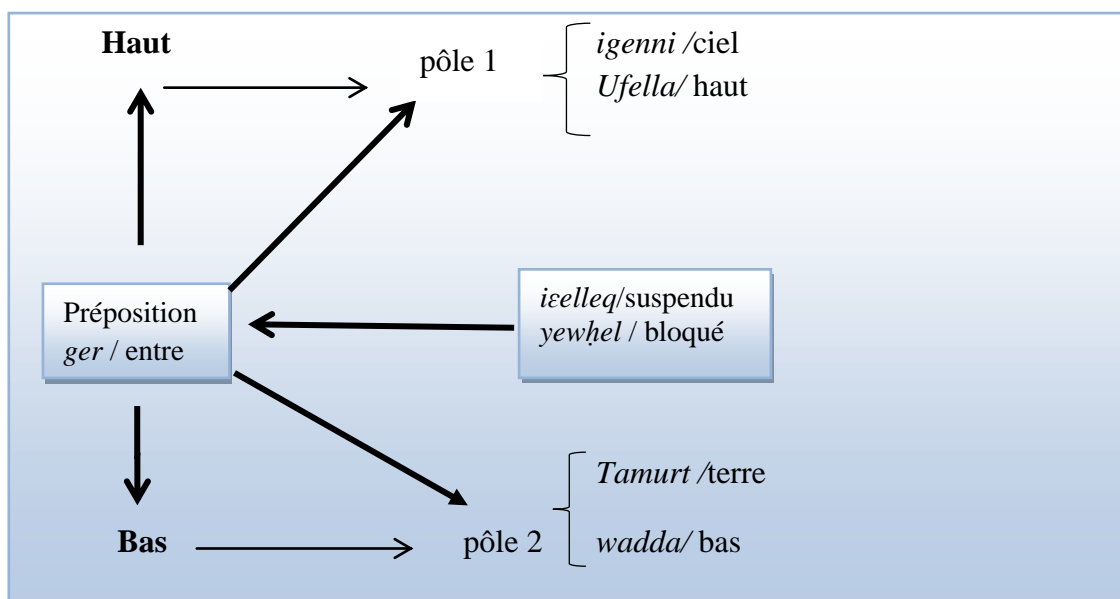 Haut
pôle 1
igenni /ciel
Ufella/ haut
Préposition
ger / entre
iɛelleq/suspendu
yewḥel / bloqué
Tamurt /terre
Bas
pôle 2
wadda/ bas